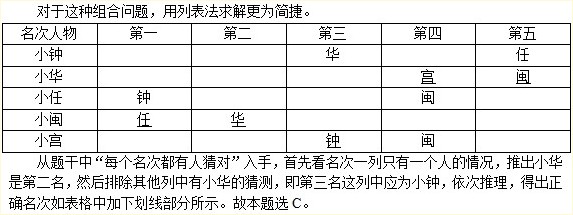 对于这种组合问题，用列表法求解更为简捷。
名次人物 第一 第二 第三 第四 第五
小钟 华 任
小华 宫 闽
小任 钟 闽
小闽 任 华
小宫 钟 闽
从题干中“每个名次都有人猜对”入手，首先看名次一列只有一个人的情况，推出小华
是第二名，然后排除其他列中有小华的猜测，即第三名这列中应为小钟，依次推理，得出正
确名次如表格中加下划线部分所示。故本题选 C。